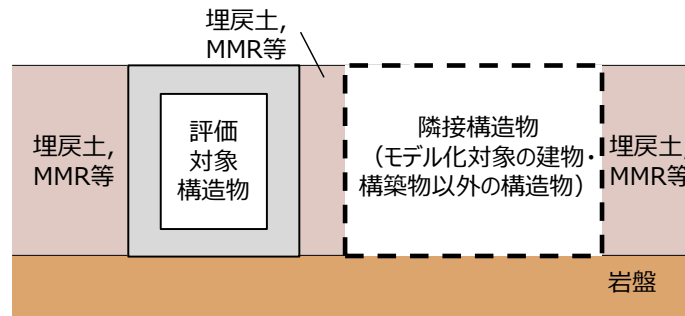 埋戻土,
MMR等
埋戻土,
MMR等
評価
対象
構造物
隣接構造物
(モデル化対象の建物・
構築物以外の構造物)
埋戻土,
MMR等
岩盤